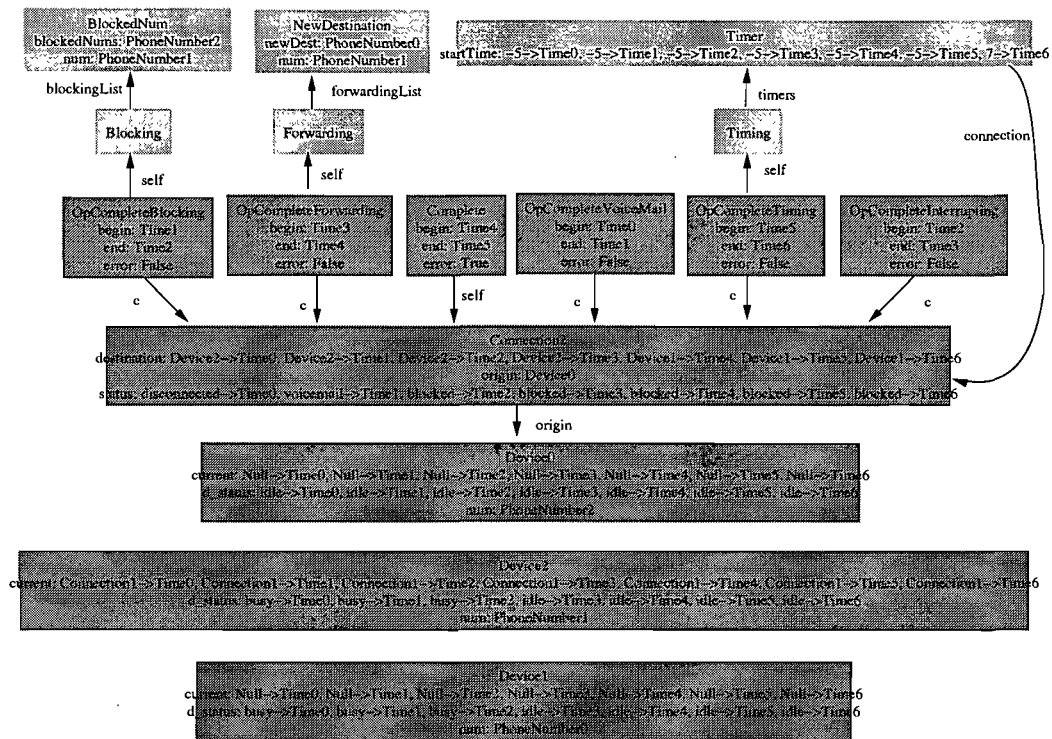 BlockedNum
blockedNums: PhoneNumber2
num: PhoneNumber1
NewDestination
newDest: PhoneNumber0
num: PhoneNumber1
Timer
startTime: -5->Time0, -5->Time1, -5->Time2, -5->Time3, -5->Time4, -5->Time5, 7->Time6
blockingList
forwardingList
timers
connection
Blocking
Forwarding
Timing
self
self
self
OpCompleteBlocking
begin: Time1
end: Time2
error: False
OpCompleteForwarding
begin: Time3
end: Time4
error: False
Complete
begin: Time4
end: Time5
error: True
OpCompleteVoiceMail
begin: Time0
end: Time1
error: False
OpCompleteTiming
begin: Time5
end: Time6
error: False
OpCompleteInterrupting
begin: Time2
end: Time3
error: False
c
c
self
c
c
c
Connection2
destination: Device2->Time0, Device2->Time1, Device2->Time2, Device2->Time3, Device1->Time4, Device1->Time5, Device1->Time6
origin: Device0
status: disconnected->Time0, voicemail->Time1, blocked->Time2, blocked->Time3, blocked->Time4, blocked->Time5, blocked->Time6
origin
Device0
current: Null->Time0, Null->Time1, Null->Time2, Null->Time3, Null->Time4, Null->Time5, Null->Time6
d_status: idle->Time0, idle->Time1, idle->Time2, idle->Time3, idle->Time4, idle->Time5, idle->Time6
num: PhoneNumber2
Device2
current: Connection1->Time0, Connection1->Time1, Connection1->Time2, Connection1->Time3, Connection1->Time4, Connection1->Time5, Connection1->Time6
d_status: busy->Time0, busy->Time1, busy->Time2, idle->Time3, idle->Time4, idle->Time5, idle->Time6
num: PhoneNumber1
Device1
current: Null->Time0, Null->Time1, Null->Time2, Null->Time3, Null->Time4, Null->Time5, Null->Time6
d_status: busy->Time0, busy->Time1, busy->Time2, idle->Time3, idle->Time4, idle->Time5, idle->Time6
num: PhoneNumber0